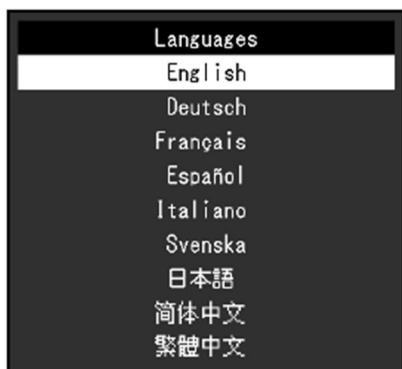 Languages
English
Deutsch
Français
Español
Italiano
Svenska
日本語
简体中文
繁體中文